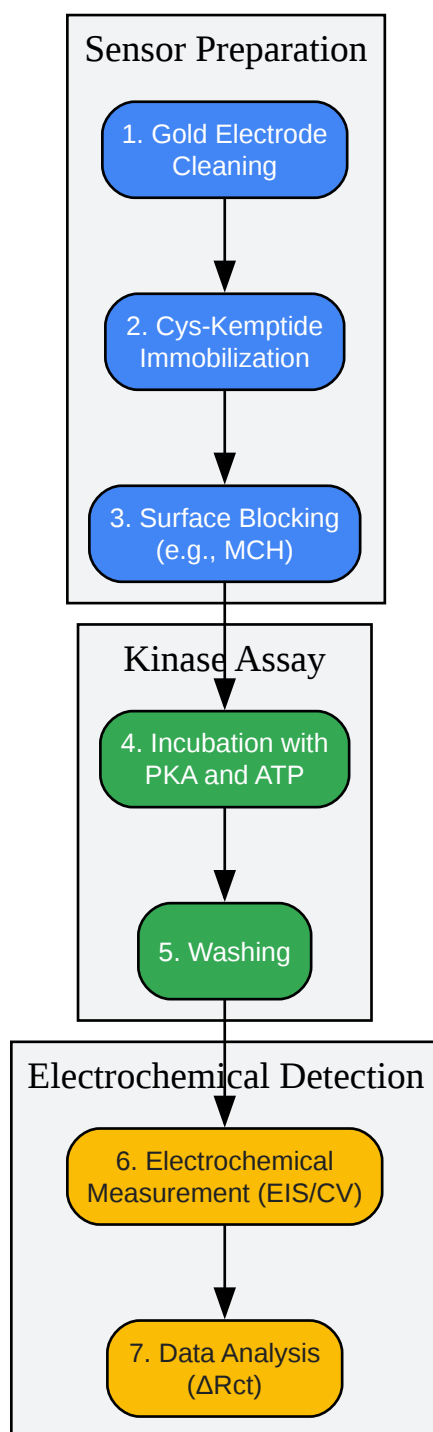 Sensor Preparation
1. Gold Electrode
Cleaning
2. Cys-Kemptide
Immobilization
3. Surface Blocking
(e.g., MCH)
Kinase Assay
4. Incubation with
PKA and ATP
5. Washing
Electrochemical Detection
6. Electrochemical
Measurement (EIS/CV)
7. Data Analysis
(ΔRct)